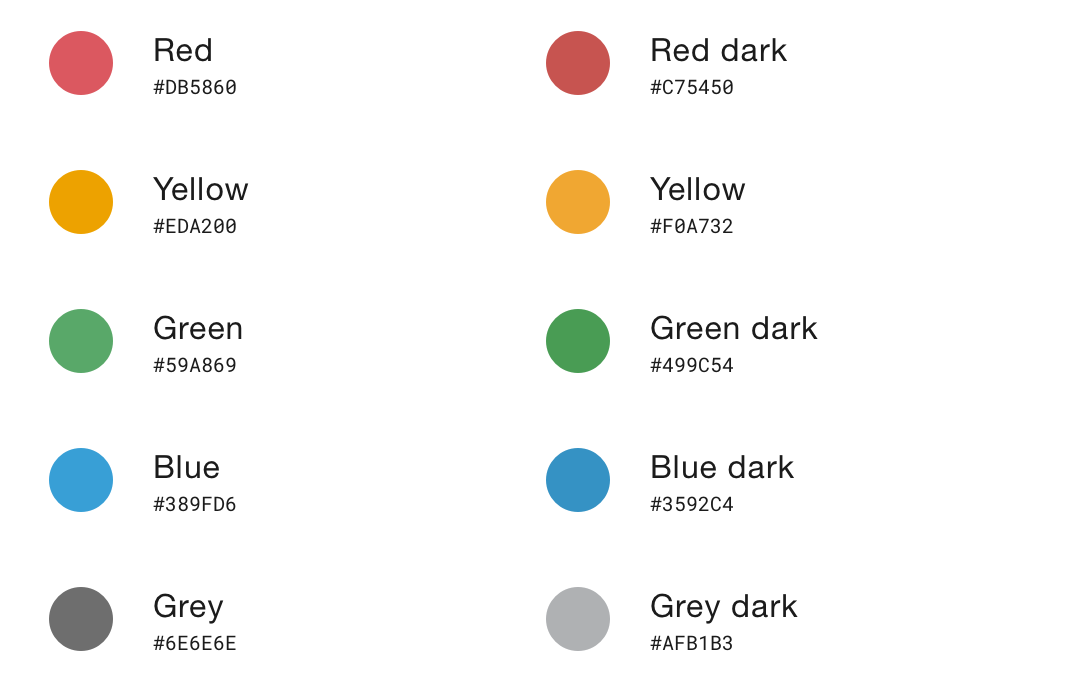 Red
#DB5860
Red dark
#C75450
Yellow
#EDA200
Yellow
#F0A732
Green
#59A869
Green dark
#499C54
Blue
#389FD6
Blue dark
#3592C4
Grey
#6E6E6E
Grey dark
#AFB1B3